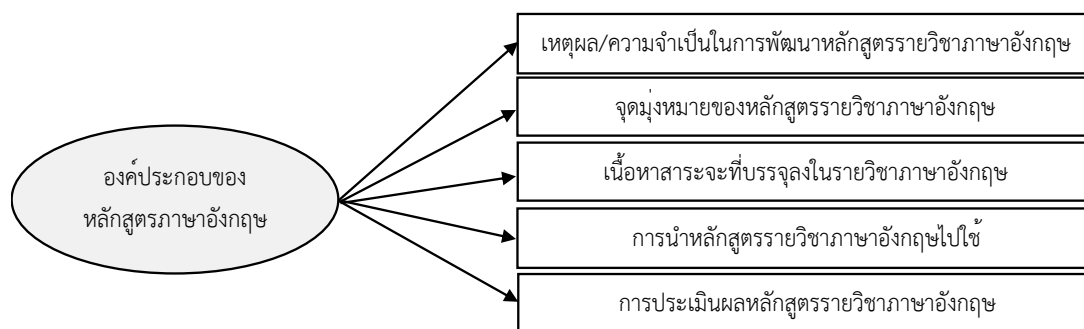 องค์ประกอบของ
หลักสูตรภาษาอังกฤษ
เหตุผล/ความจำเป็นในการพัฒนาหลักสูตรรายวิชาภาษาอังกฤษ
จุดมุ่งหมายของหลักสูตรรายวิชาภาษาอังกฤษ
เนื้อหาสาระจะที่บรรจุลงในรายวิชาภาษาอังกฤษ
การนำหลักสูตรรายวิชาภาษาอังกฤษไปใช้
การประเมินผลหลักสูตรรายวิชาภาษาอังกฤษ